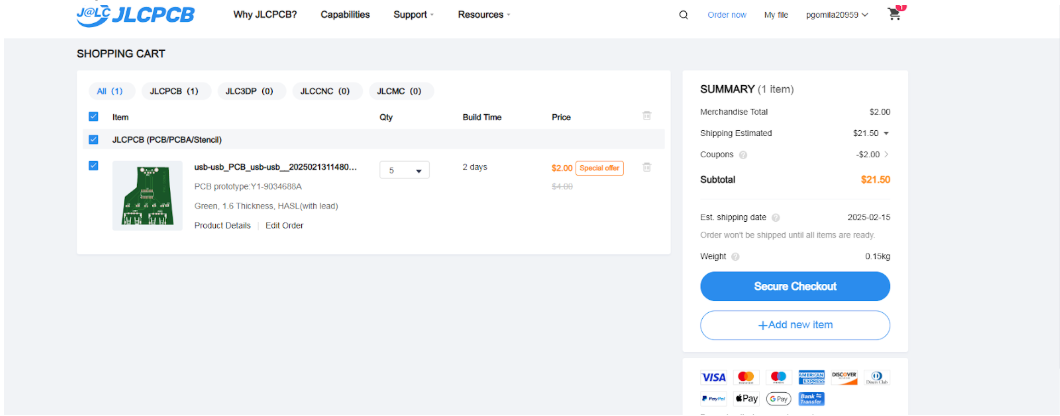 J@LC JLCPCB
Why JLCPCB? Capabilities Support Resources Order now My file pgomila20959 1
SHOPPING CART
All (1) JLCPCB (1) JLC3DP (0) JLCCNC (0) JLCMC (0)
Item Qty Build Time Price
JLCPCB (PCB/PCBA/Stencil)
usb-usb_PCB_usb-usb__2025021311480... 5 2 days $2.00 Special offer
PCB prototype:Y1-9034688A $4.00
Green, 1.6 Thickness, HASL(with lead)
Product Details | Edit Order
SUMMARY (1 item)
Merchandise Total $2.00
Shipping Estimated $21.50
Coupons ? -$2.00 >
Subtotal $21.50
Est. shipping date ? 2025-02-15
Order won't be shipped until all items are ready.
Weight ? 0.15kg
Secure Checkout
+Add new item
VISA AMERICAN EXPRESS DISCOVER Diners Club
PayPal Pay G Pay Bank Transfer